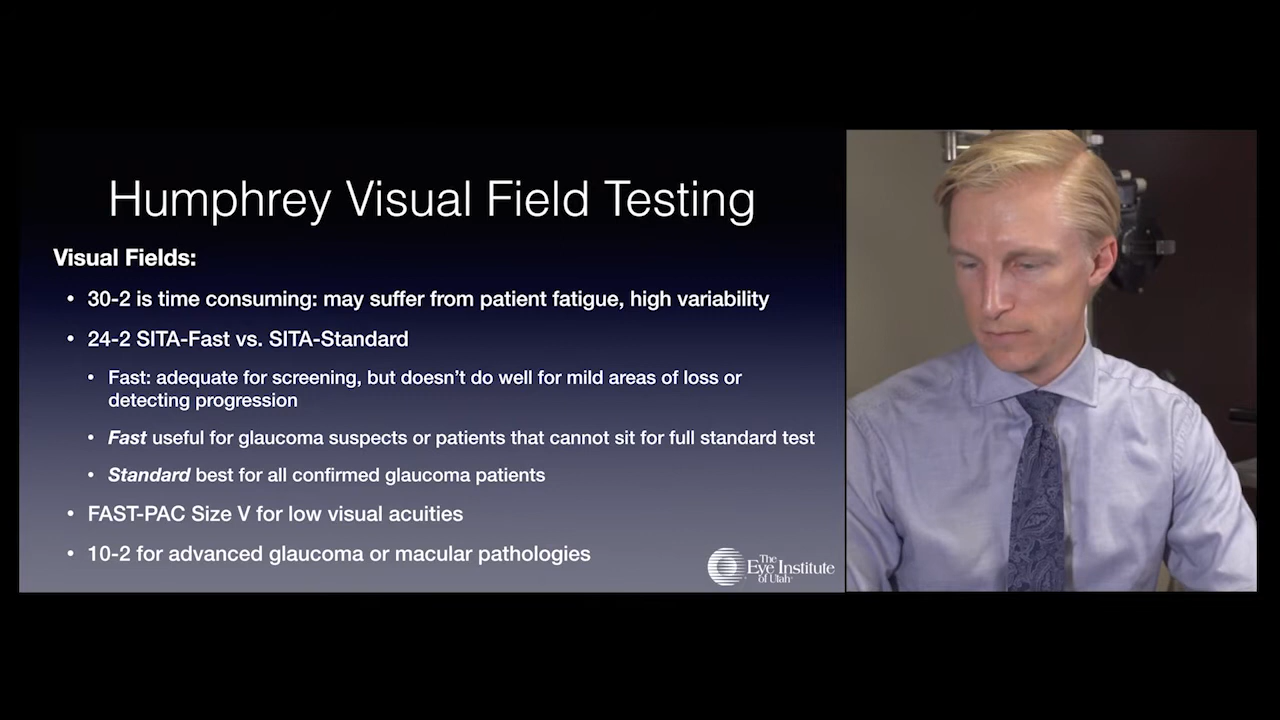 Humphrey Visual Field Testing
Visual Fields:
• 30-2 is time consuming: may suffer from patient fatigue, high variability
• 24-2 SITA-Fast vs. SITA-Standard
• Fast: adequate for screening, but doesn't do well for mild areas of loss or
detecting progression
• Fast useful for glaucoma suspects or patients that cannot sit for full standard test
• Standard best for all confirmed glaucoma patients
• FAST-PAC Size V for low visual acuities
• 10-2 for advanced glaucoma or macular pathologies
The
Eye Institute
of Utah